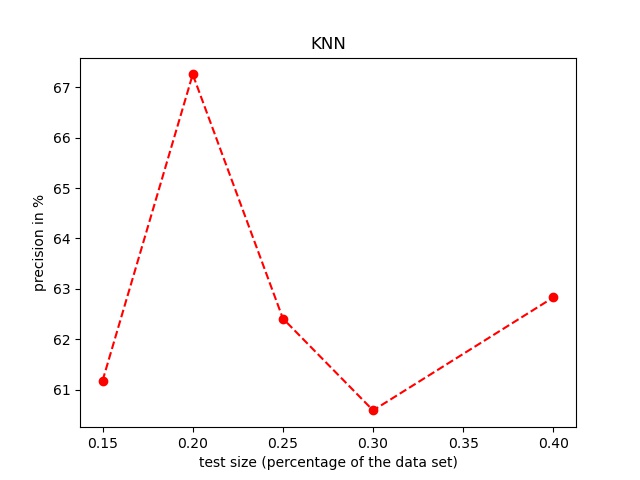 KNN
precision in %
67
66
65
64
63
62
61
0.15 0.20 0.25 0.30 0.35 0.40
test size (percentage of the data set)